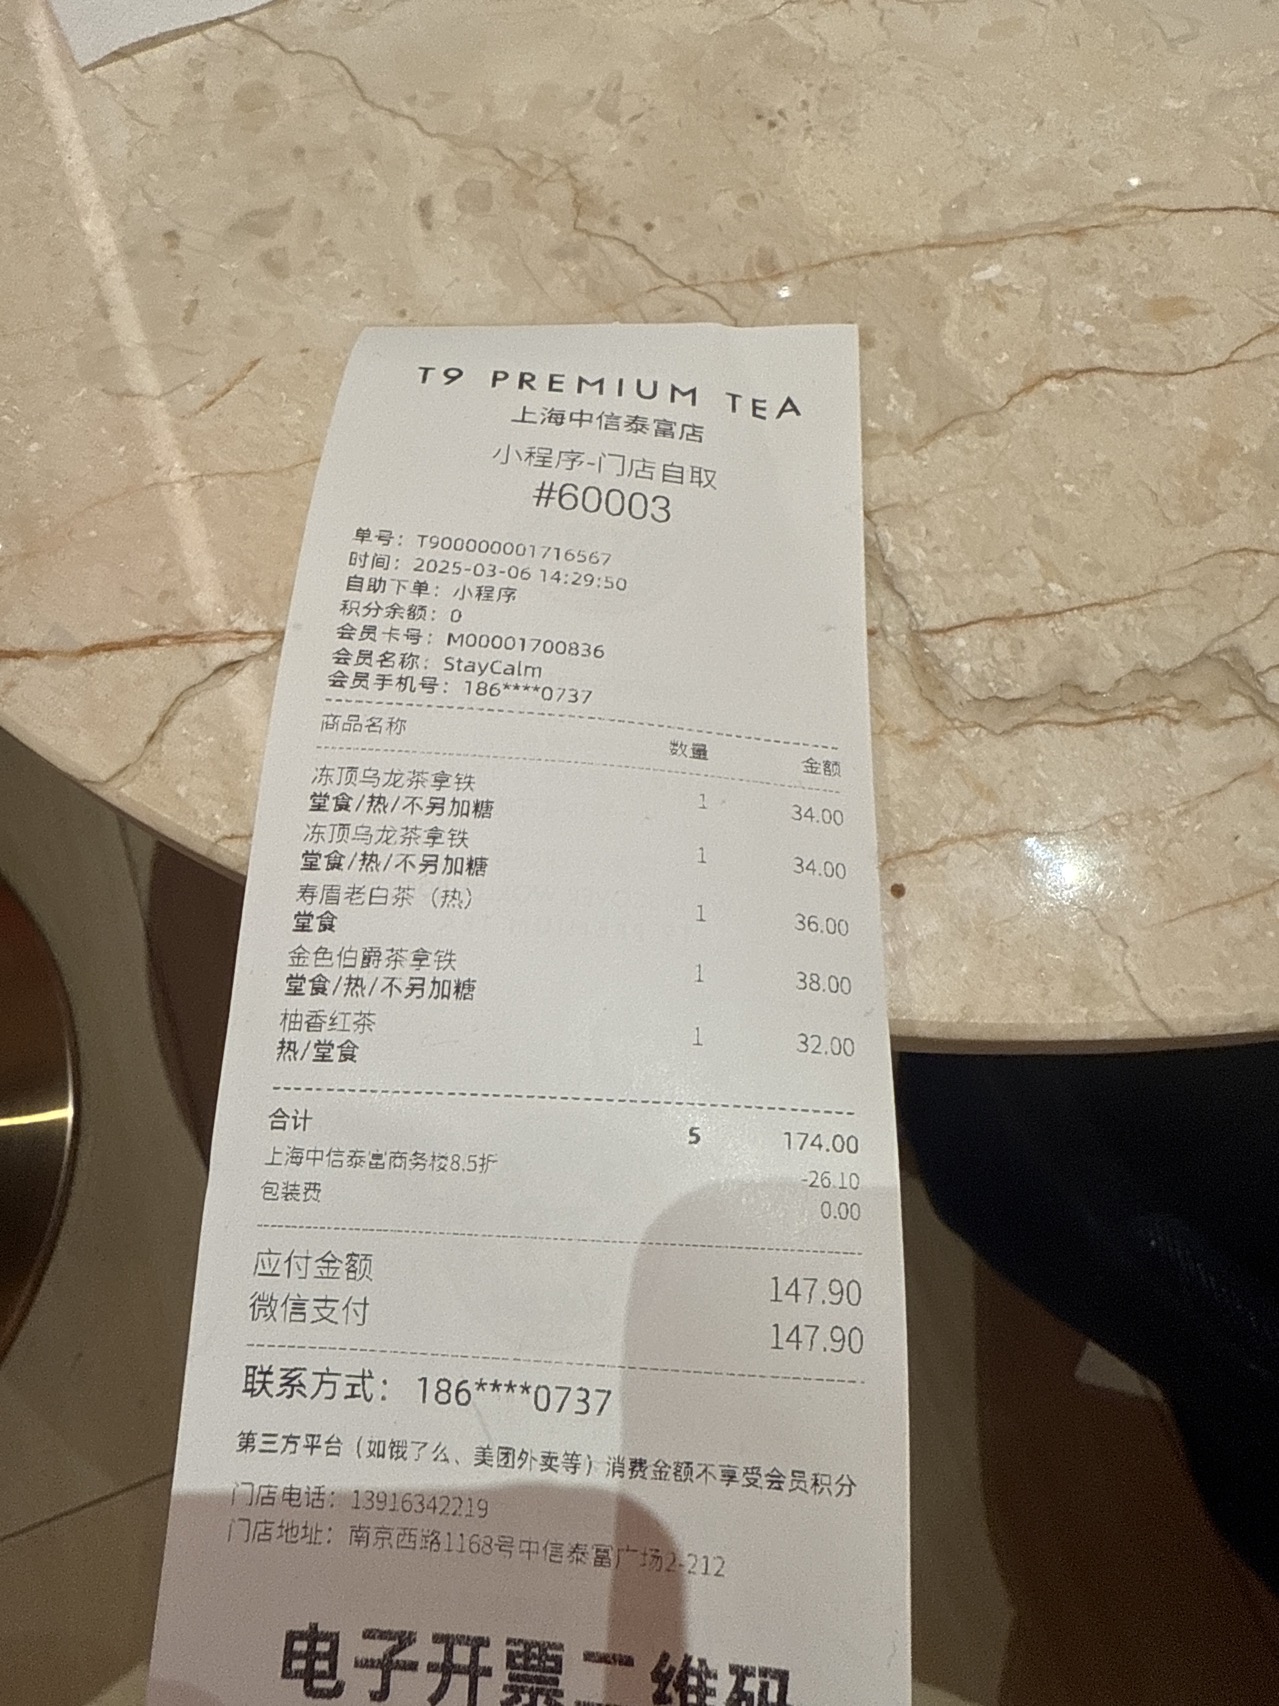 T9 PREMIUM TEA
上海中信泰富店
小程序-门店自取
#60003
单号：T900000001716567
时间：2025-03-06 14:29:50
自助下单：小程序
积分余额：0
会员卡号：M00001700836
会员名称：StayCalm
会员手机号：186****0737
商品名称 数量 金额
冻顶乌龙茶拿铁 1 34.00
堂食/热/不另加糖
冻顶乌龙茶拿铁 1 34.00
堂食/热/不另加糖
寿眉老白茶（热） 1 36.00
堂食
金色伯爵茶拿铁 1 38.00
堂食/热/不另加糖
柚香红茶 1 32.00
热/堂食
合计 5 174.00
上海中信泰富商务楼8.5折 -26.10
包装费 0.00
应付金额 147.90
微信支付 147.90
联系方式：186****0737
第三方平台（如饿了么、美团外卖等）消费金额不享受会员积分
门店电话：13916342219
门店地址：南京西路1168号中信泰富广场2-212
电子开票二维码